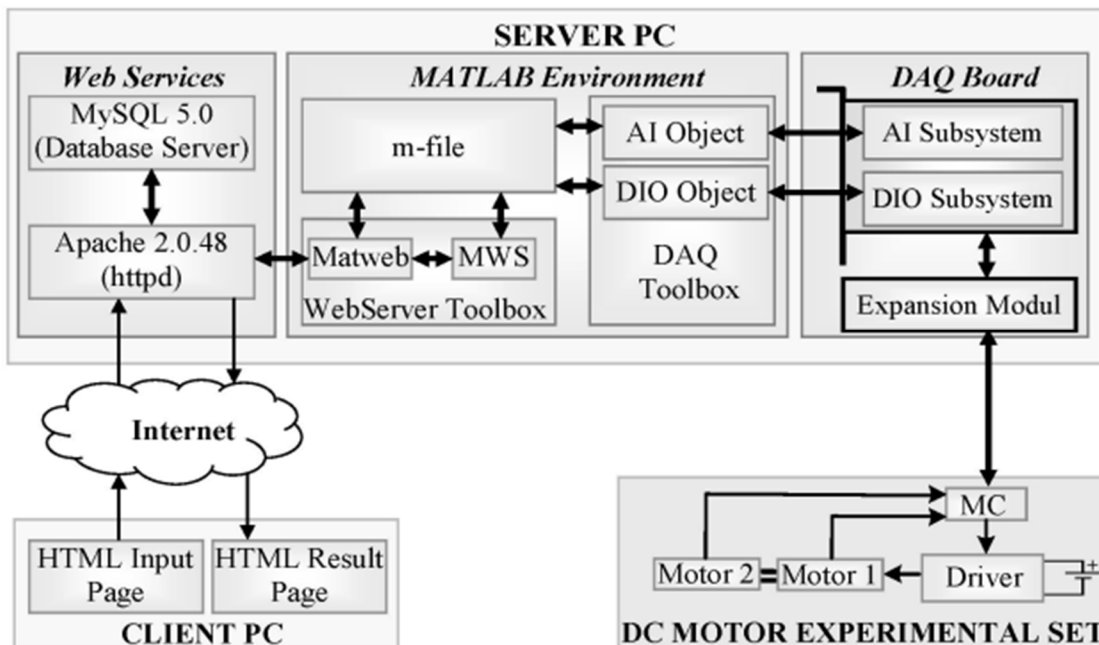 SERVER PC
Web Services
MySQL 5.0
(Database Server)
Apache 2.0.48
(httpd)
MATLAB Environment
m-file
Matweb
MWS
WebServer Toolbox
AI Object
DIO Object
DAQ
Toolbox
DAQ Board
AI Subsystem
DIO Subsystem
Expansion Modul
Internet
HTML Input
Page
HTML Result
Page
CLIENT PC
MC
Motor 2
Motor 1
Driver
+
DC MOTOR EXPERIMENTAL SET